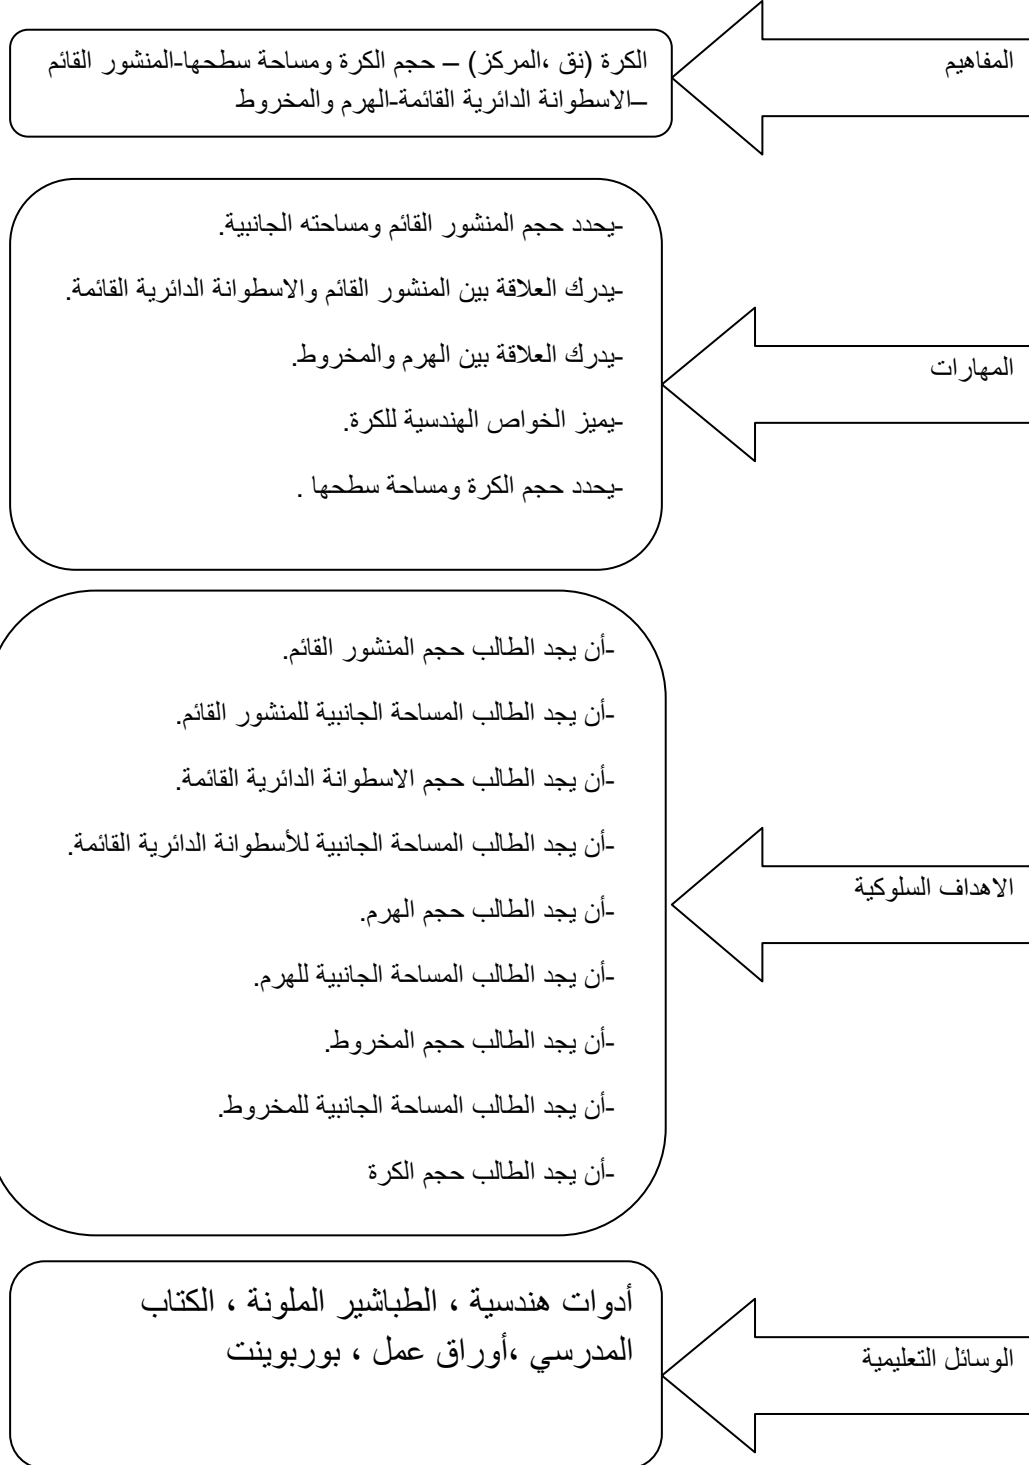 المفاهيم
الكرة (نق ،المركز) – حجم الكرة ومساحة سطحها-المنشور القائم
–الاسطوانة الدائرية القائمة-الهرم والمخروط
-يحدد حجم المنشور القائم ومساحته الجانبية.
-يدرك العلاقة بين المنشور القائم والاسطوانة الدائرية القائمة.
المهارات
-يدرك العلاقة بين الهرم والمخروط.
-يميز الخواص الهندسية للكرة.
-يحدد حجم الكرة ومساحة سطحها .
-أن يجد الطالب حجم المنشور القائم.
-أن يجد الطالب المساحة الجانبية للمنشور القائم.
-أن يجد الطالب حجم الاسطوانة الدائرية القائمة.
-أن يجد الطالب المساحة الجانبية للأسطوانة الدائرية القائمة.
الاهداف السلوكية
-أن يجد الطالب حجم الهرم.
-أن يجد الطالب المساحة الجانبية للهرم.
-أن يجد الطالب حجم المخروط.
-أن يجد الطالب المساحة الجانبية للمخروط.
-أن يجد الطالب حجم الكرة
الوسائل التعليمية
أدوات هندسية ، الطباشير الملونة ، الكتاب
المدرسي ،أوراق عمل ، بوربوينت